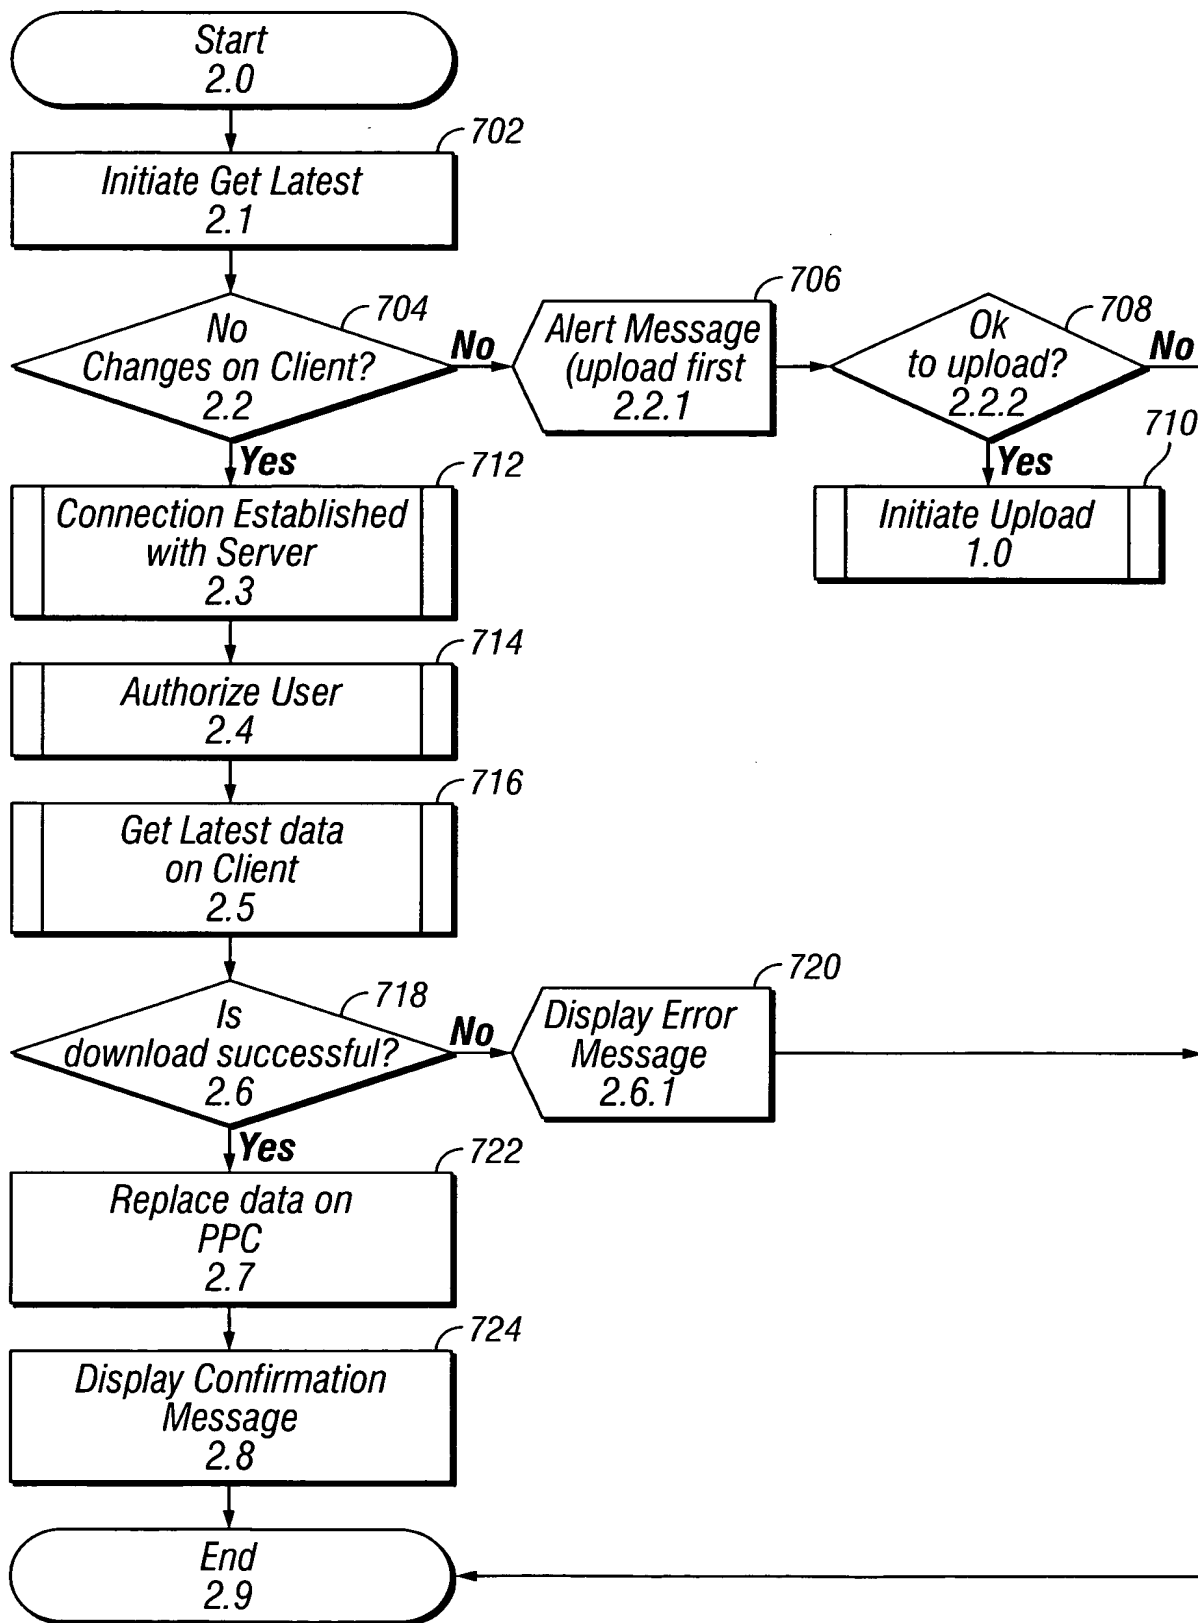 Start
2.0
702
Initiate Get Latest
2.1
704
No
Changes on Client?
2.2
No
706
Alert Message
(upload first
2.2.1
708
Ok
to upload?
2.2.2
No
Yes
712
Connection Established
with Server
2.3
Yes
710
Initiate Upload
1.0
714
Authorize User
2.4
716
Get Latest data
on Client
2.5
718
Is
download successful?
2.6
No
720
Display Error
Message
2.6.1
Yes
722
Replace data on
PPC
2.7
724
Display Confirmation
Message
2.8
End
2.9